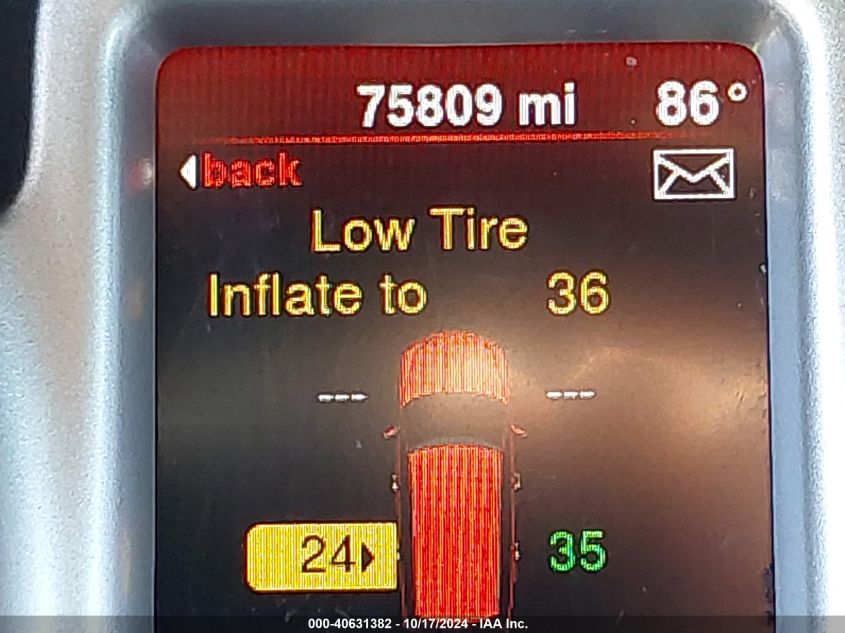 75809 mi 86°
back
Low Tire
Inflate to 36
--- ---
24 35
000-40631382 - 10/17/2024 - IAA Inc.